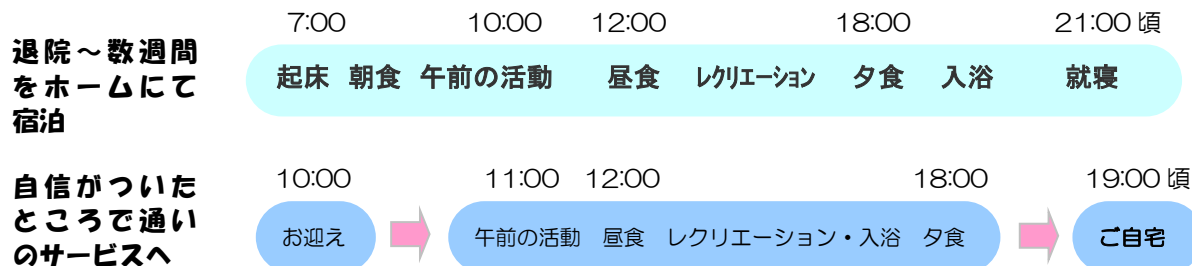 7:00 10:00 12:00 18:00 21:00 頃
退院～数週間
をホームにて
宿泊
起床 朝食 午前の活動 昼食 レクリエーション 夕食 入浴 就寝
10:00 11:00 12:00 18:00 19:00 頃
自信がついた
ところで通い
のサービスへ
お迎え 午前の活動 昼食 レクリエーション・入浴 夕食 ご自宅